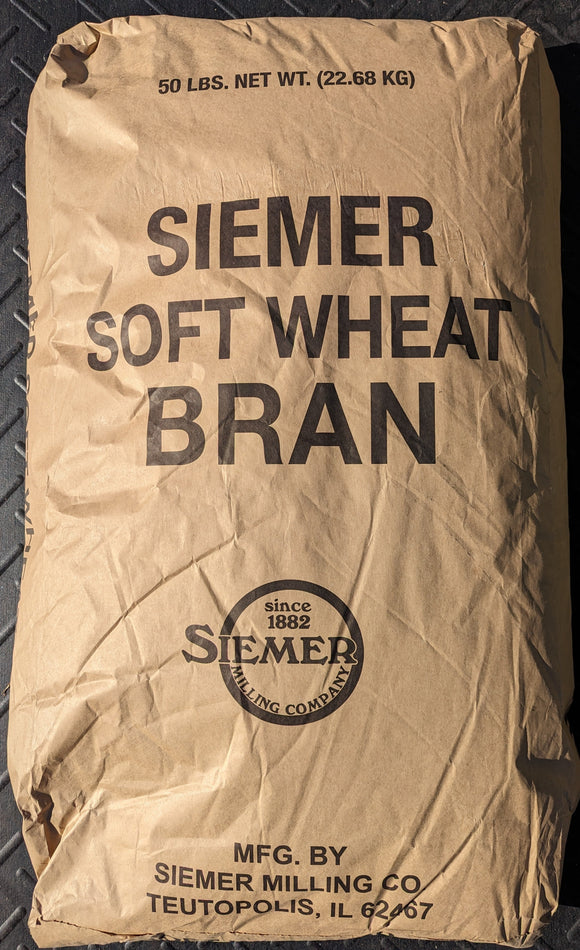 50 LBS. NET WT. (22.68 KG)
SIEMER
SOFT WHEAT
BRAN
since
1882
SIEMER
MILLING COMPANY
MFG. BY
SIEMER MILLING CO.
TEUTOPOLIS, IL 62467